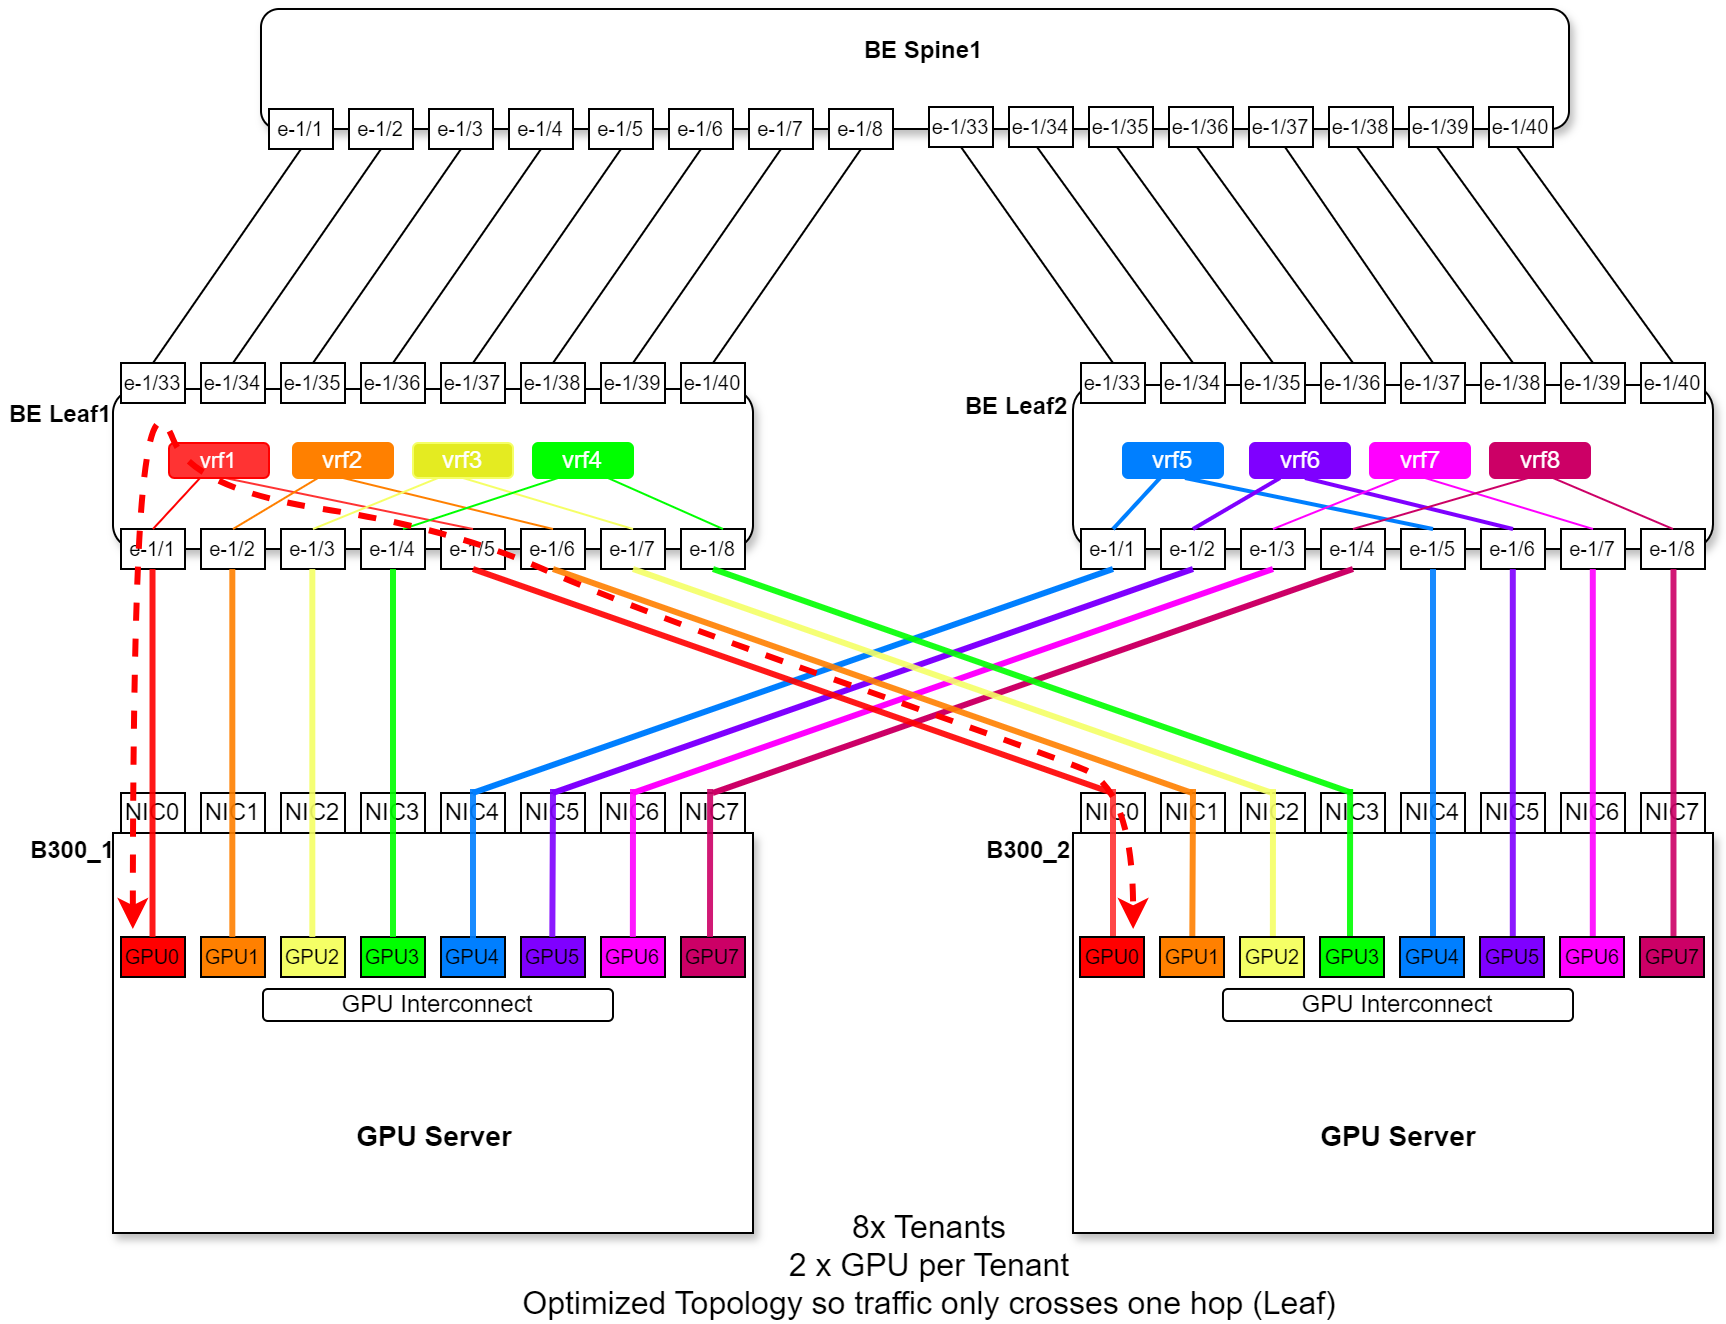 BE Spine1
e-1/1 e-1/2 e-1/3 e-1/4 e-1/5 e-1/6 e-1/7 e-1/8 e-1/33 e-1/34 e-1/35 e-1/36 e-1/37 e-1/38 e-1/39 e-1/40
e-1/33 e-1/34 e-1/35 e-1/36 e-1/37 e-1/38 e-1/39 e-1/40 e-1/33 e-1/34 e-1/35 e-1/36 e-1/37 e-1/38 e-1/39 e-1/40
BE Leaf1 BE Leaf2
vrf1 vrf2 vrf3 vrf4 vrf5 vrf6 vrf7 vrf8
e-1/1 e-1/2 e-1/3 e-1/4 e-1/5 e-1/6 e-1/7 e-1/8 e-1/1 e-1/2 e-1/3 e-1/4 e-1/5 e-1/6 e-1/7 e-1/8
NIC0 NIC1 NIC2 NIC3 NIC4 NIC5 NIC6 NIC7 NIC0 NIC1 NIC2 NIC3 NIC4 NIC5 NIC6 NIC7
B300_1 B300_2
GPU0 GPU1 GPU2 GPU3 GPU4 GPU5 GPU6 GPU7 GPU0 GPU1 GPU2 GPU3 GPU4 GPU5 GPU6 GPU7
GPU Interconnect GPU Interconnect
GPU Server GPU Server
8x Tenants
2 x GPU per Tenant
Optimized Topology so traffic only crosses one hop (Leaf)